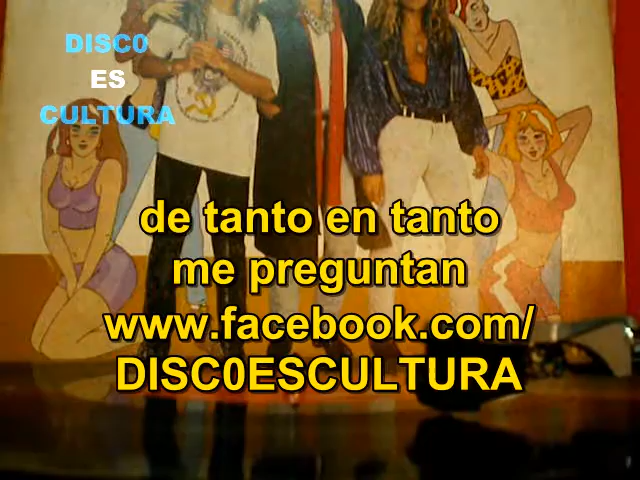 DISC0
ES
CULTURA
de tanto en tanto
me preguntan
www.facebook.com/
DISC0ESCULTURA